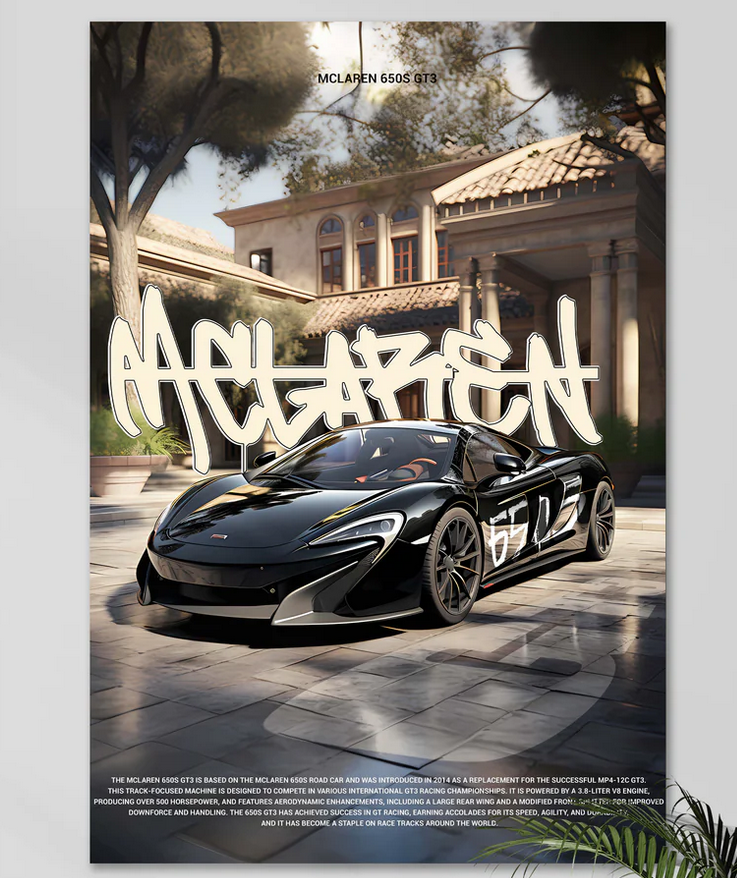 MCLAREN 650S GT3
MCLAREN
650S
THE MCLAREN 650S GT3 IS BASED ON THE MCLAREN 650S ROAD CAR AND WAS INTRODUCED IN 2014 AS A REPLACEMENT FOR THE SUCCESSFUL MP4-12C GT3.
THIS TRACK-FOCUSED MACHINE IS DESIGNED TO COMPETE IN VARIOUS INTERNATIONAL GT3 RACING CHAMPIONSHIPS. IT IS POWERED BY A 3.8-LITER V8 ENGINE,
PRODUCING OVER 500 HORSEPOWER, AND FEATURES AERODYNAMIC ENHANCEMENTS, INCLUDING A LARGE REAR WING AND A MODIFIED FRONT SPLITTER FOR IMPROVED
DOWNFORCE AND HANDLING. THE 650S GT3 HAS ACHIEVED SUCCESS IN GT RACING, EARNING ACCOLADES FOR ITS SPEED, AGILITY, AND DURABILITY,
AND IT HAS BECOME A STAPLE ON RACE TRACKS AROUND THE WORLD.